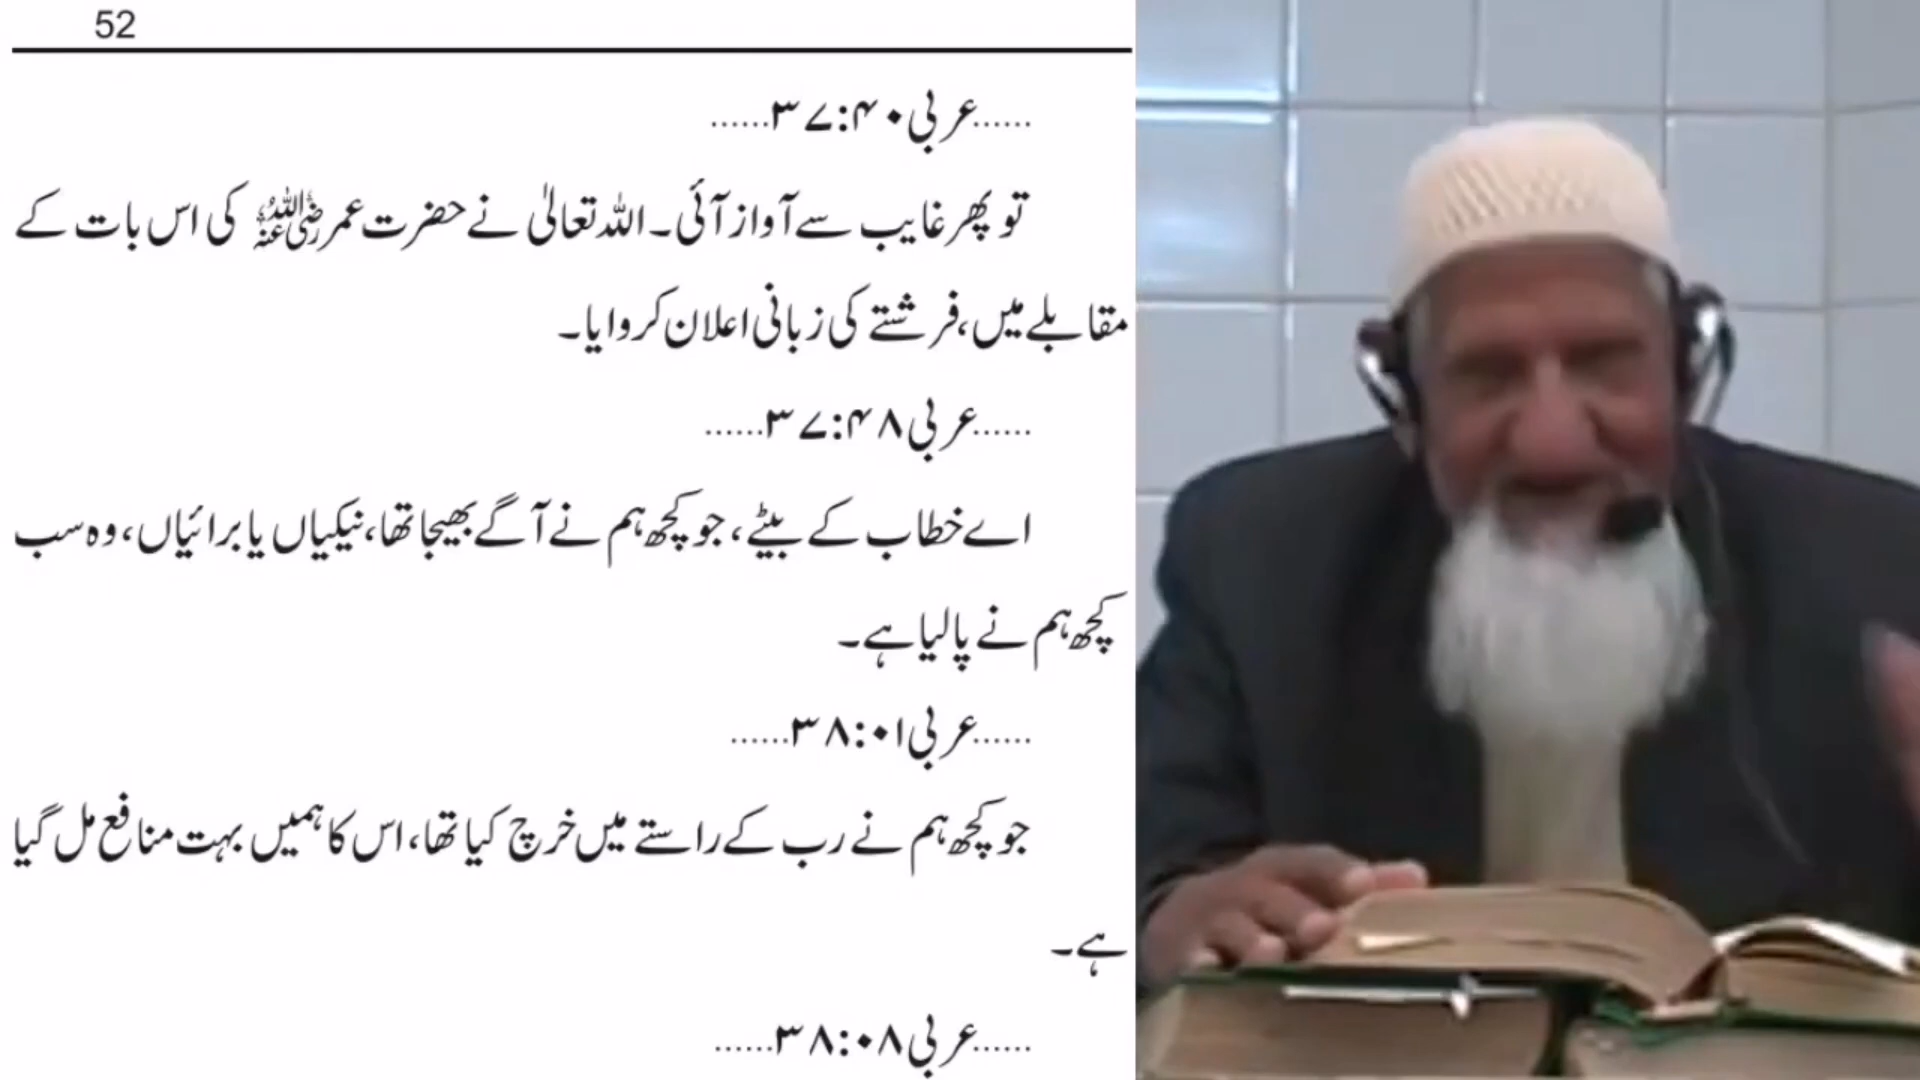 52
......عربی ۳۷:۴۰......
تو پھر غایب سے آواز آئی۔ اللہ تعالیٰ نے حضرت عمر رضی اللہ عنہ کی اس بات کے
مقابلے میں، فرشتے کی زبانی اعلان کروایا۔
......عربی ۳۷:۴۸......
اے خطاب کے بیٹے، جو کچھ ہم نے آگے بھیجا تھا، نیکیاں یا برائیاں، وہ سب
کچھ ہم نے پا لیا ہے۔
......عربی ۳۸:۰۱......
جو کچھ ہم نے رب کے راستے میں خرچ کیا تھا، اس کا ہمیں بہت منافع مل گیا
ہے۔
......عربی ۳۸:۰۸......